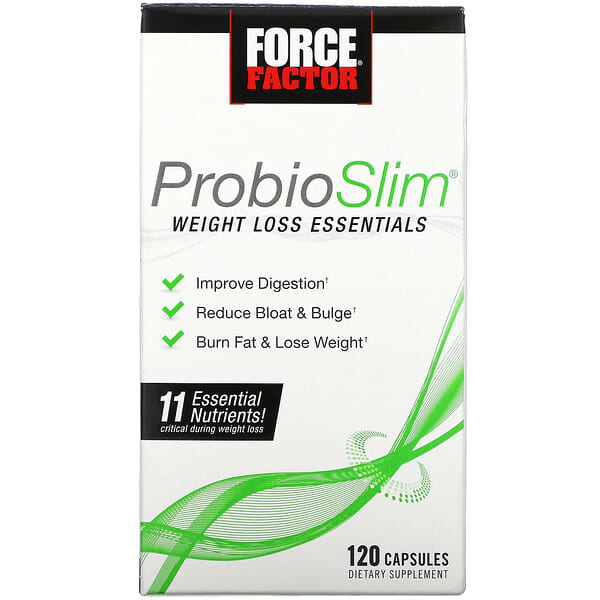 FORCE®
FACTOR
ProbioSlim®
WEIGHT LOSS ESSENTIALS
Improve Digestion†
Reduce Bloat & Bulge†
Burn Fat & Lose Weight†
11 Essential
Nutrients!
critical during weight loss
120 CAPSULES
DIETARY SUPPLEMENT